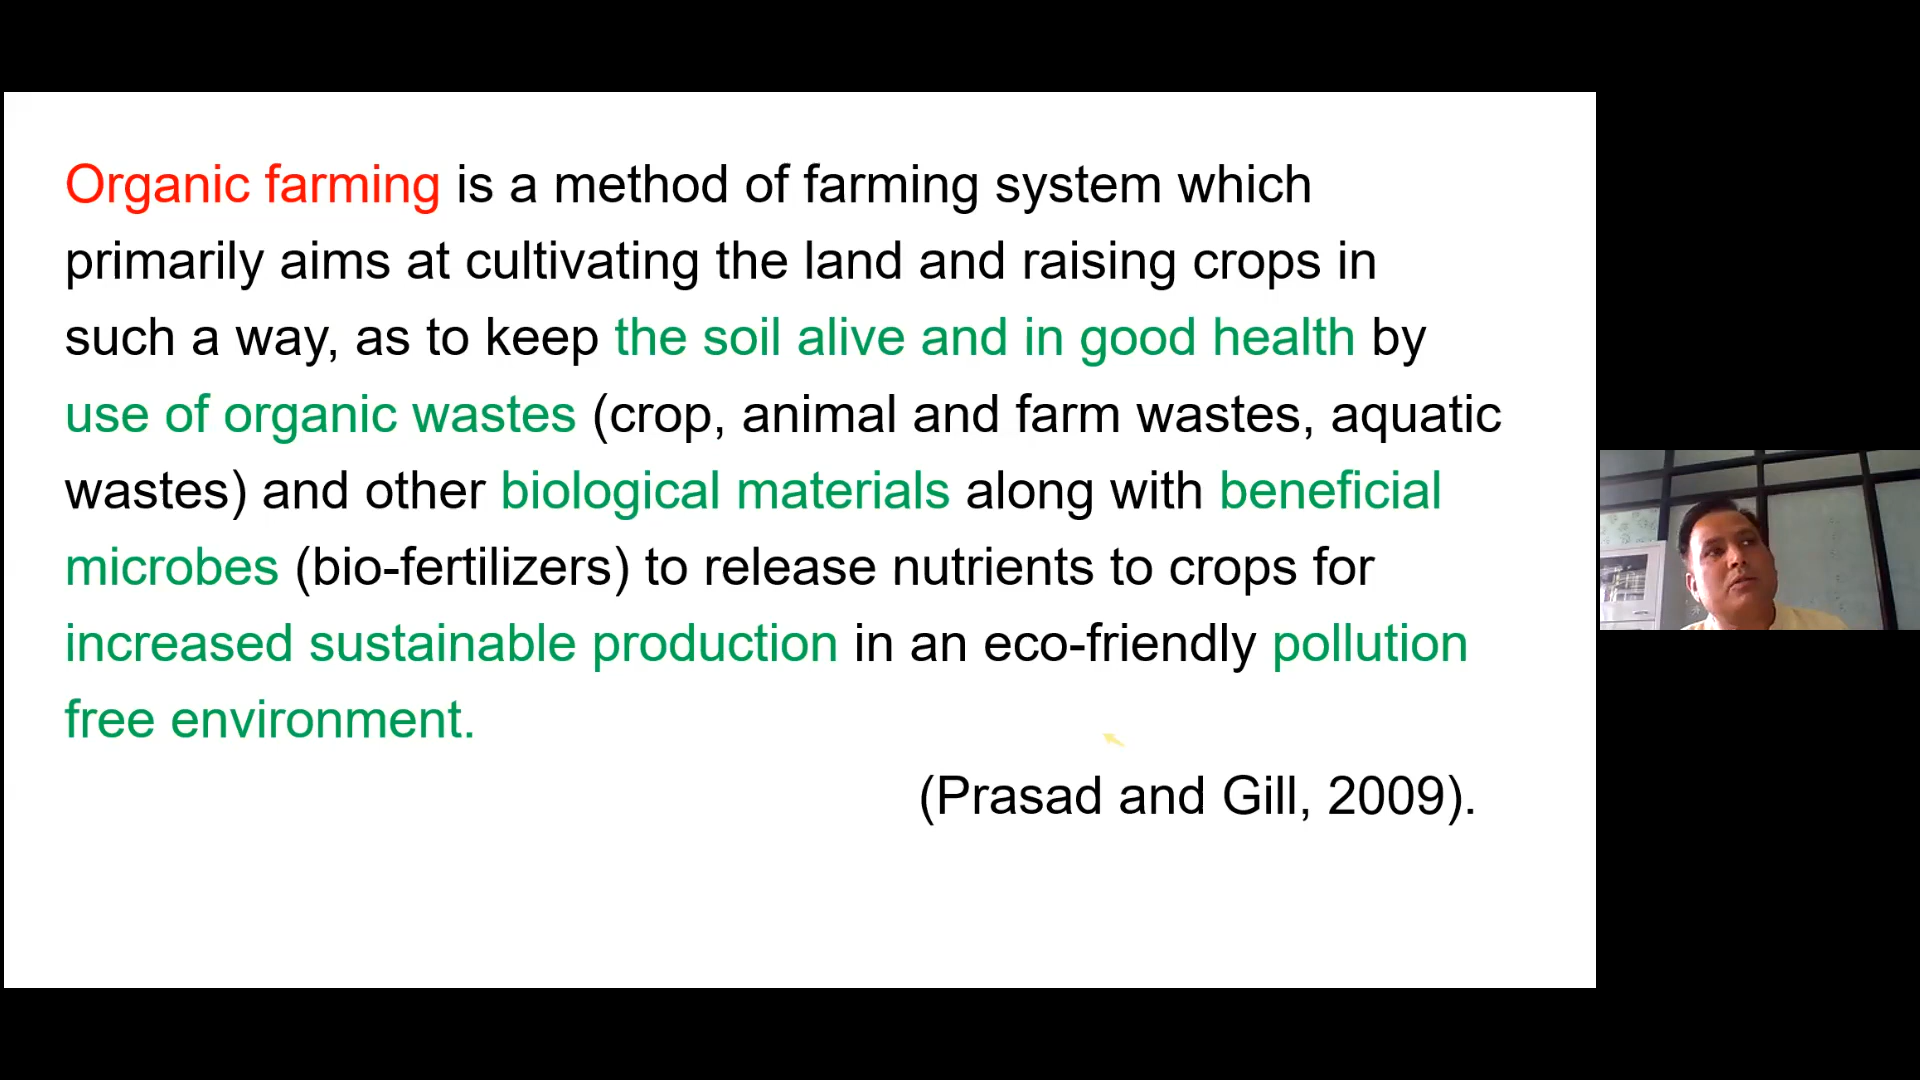 Organic farming is a method of farming system which
primarily aims at cultivating the land and raising crops in
such a way, as to keep the soil alive and in good health by
use of organic wastes (crop, animal and farm wastes, aquatic
wastes) and other biological materials along with beneficial
microbes (bio-fertilizers) to release nutrients to crops for
increased sustainable production in an eco-friendly pollution
free environment.
(Prasad and Gill, 2009).